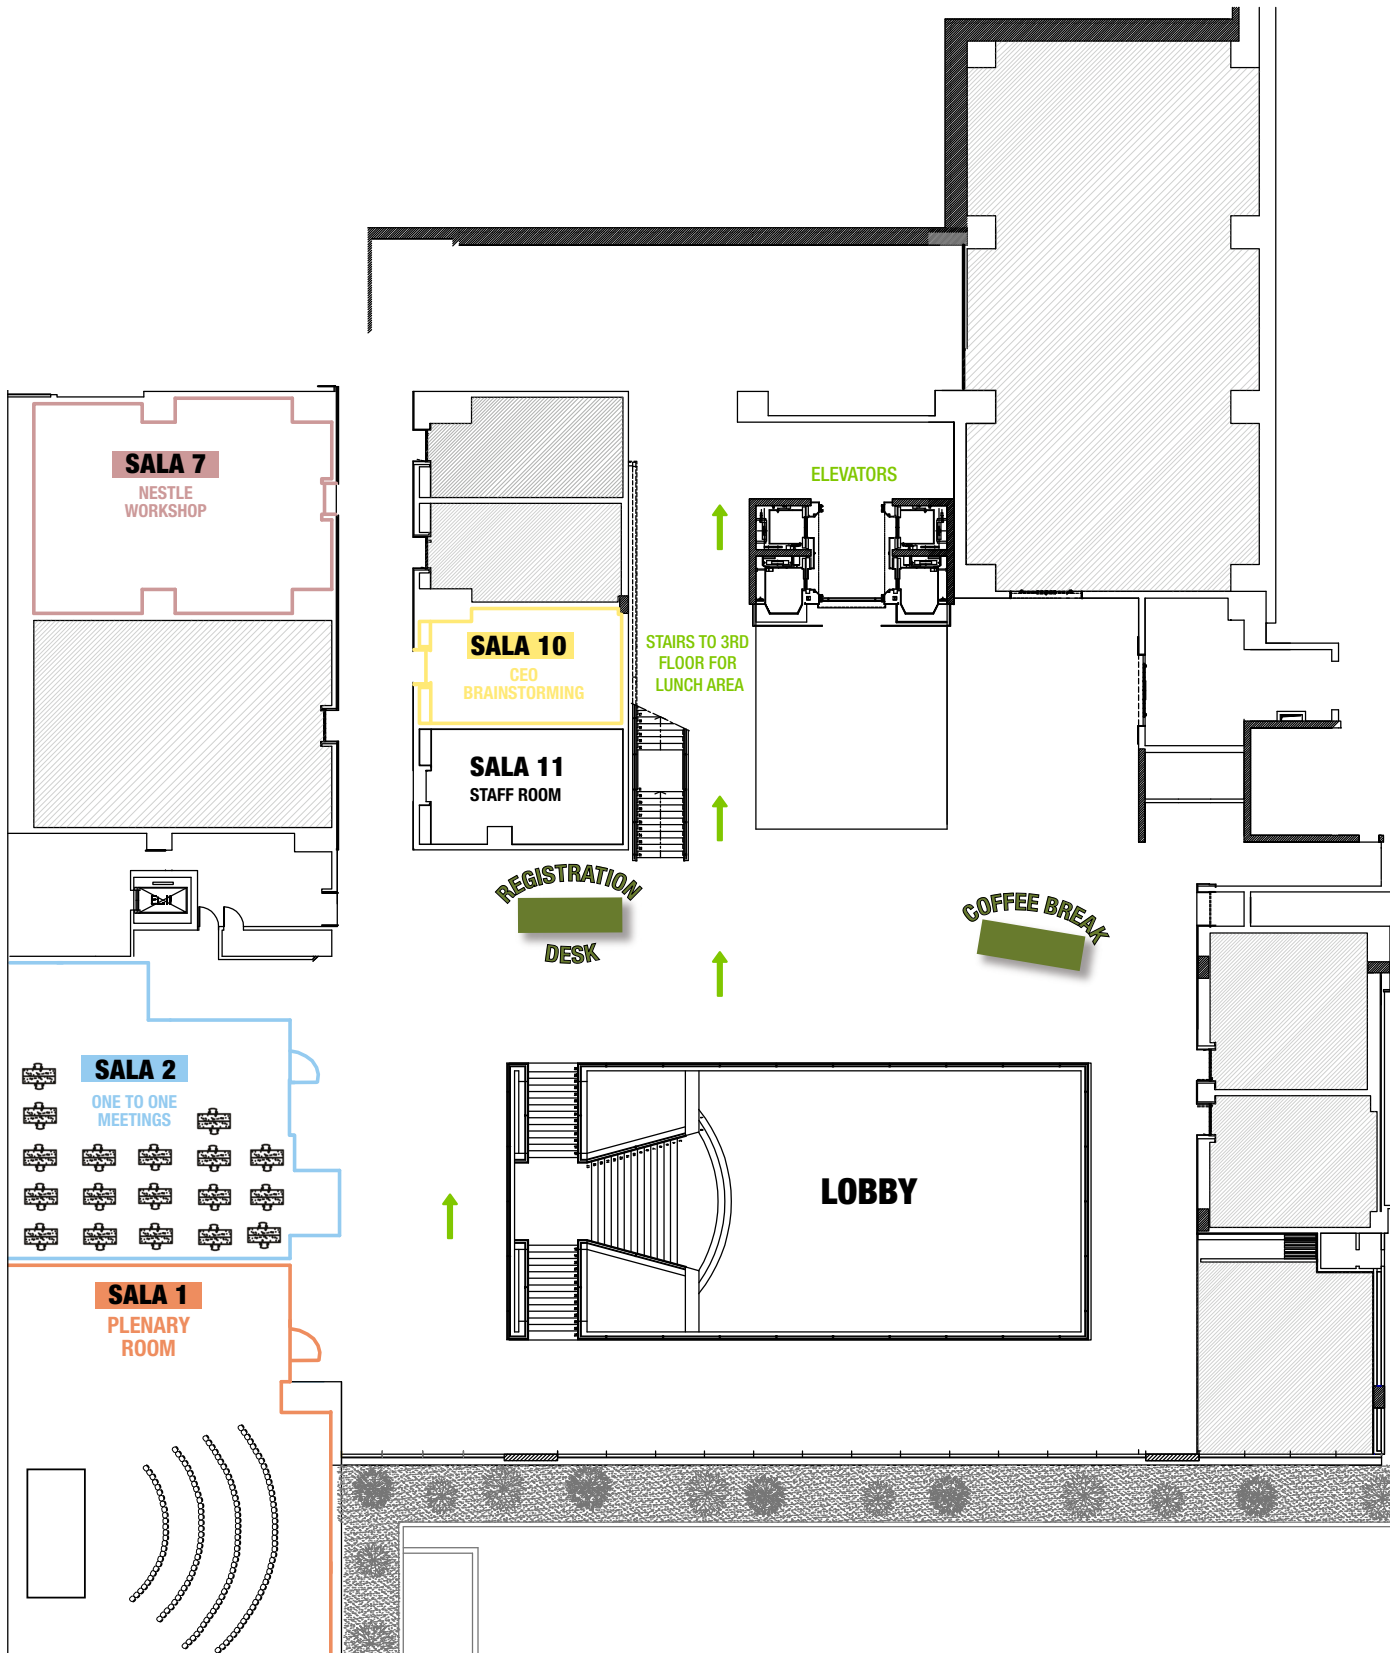 ELEVATORS
SALA 7
NESTLE
WORKSHOP
SALA 10
CEO
BRAINSTORMING
STAIRS TO 3RD
FLOOR FOR
LUNCH AREA
SALA 11
STAFF ROOM
REGISTRATION
DESK
COFFEE BREAK
SALA 2
ONE TO ONE
MEETINGS
LOBBY
SALA 1
PLENARY
ROOM